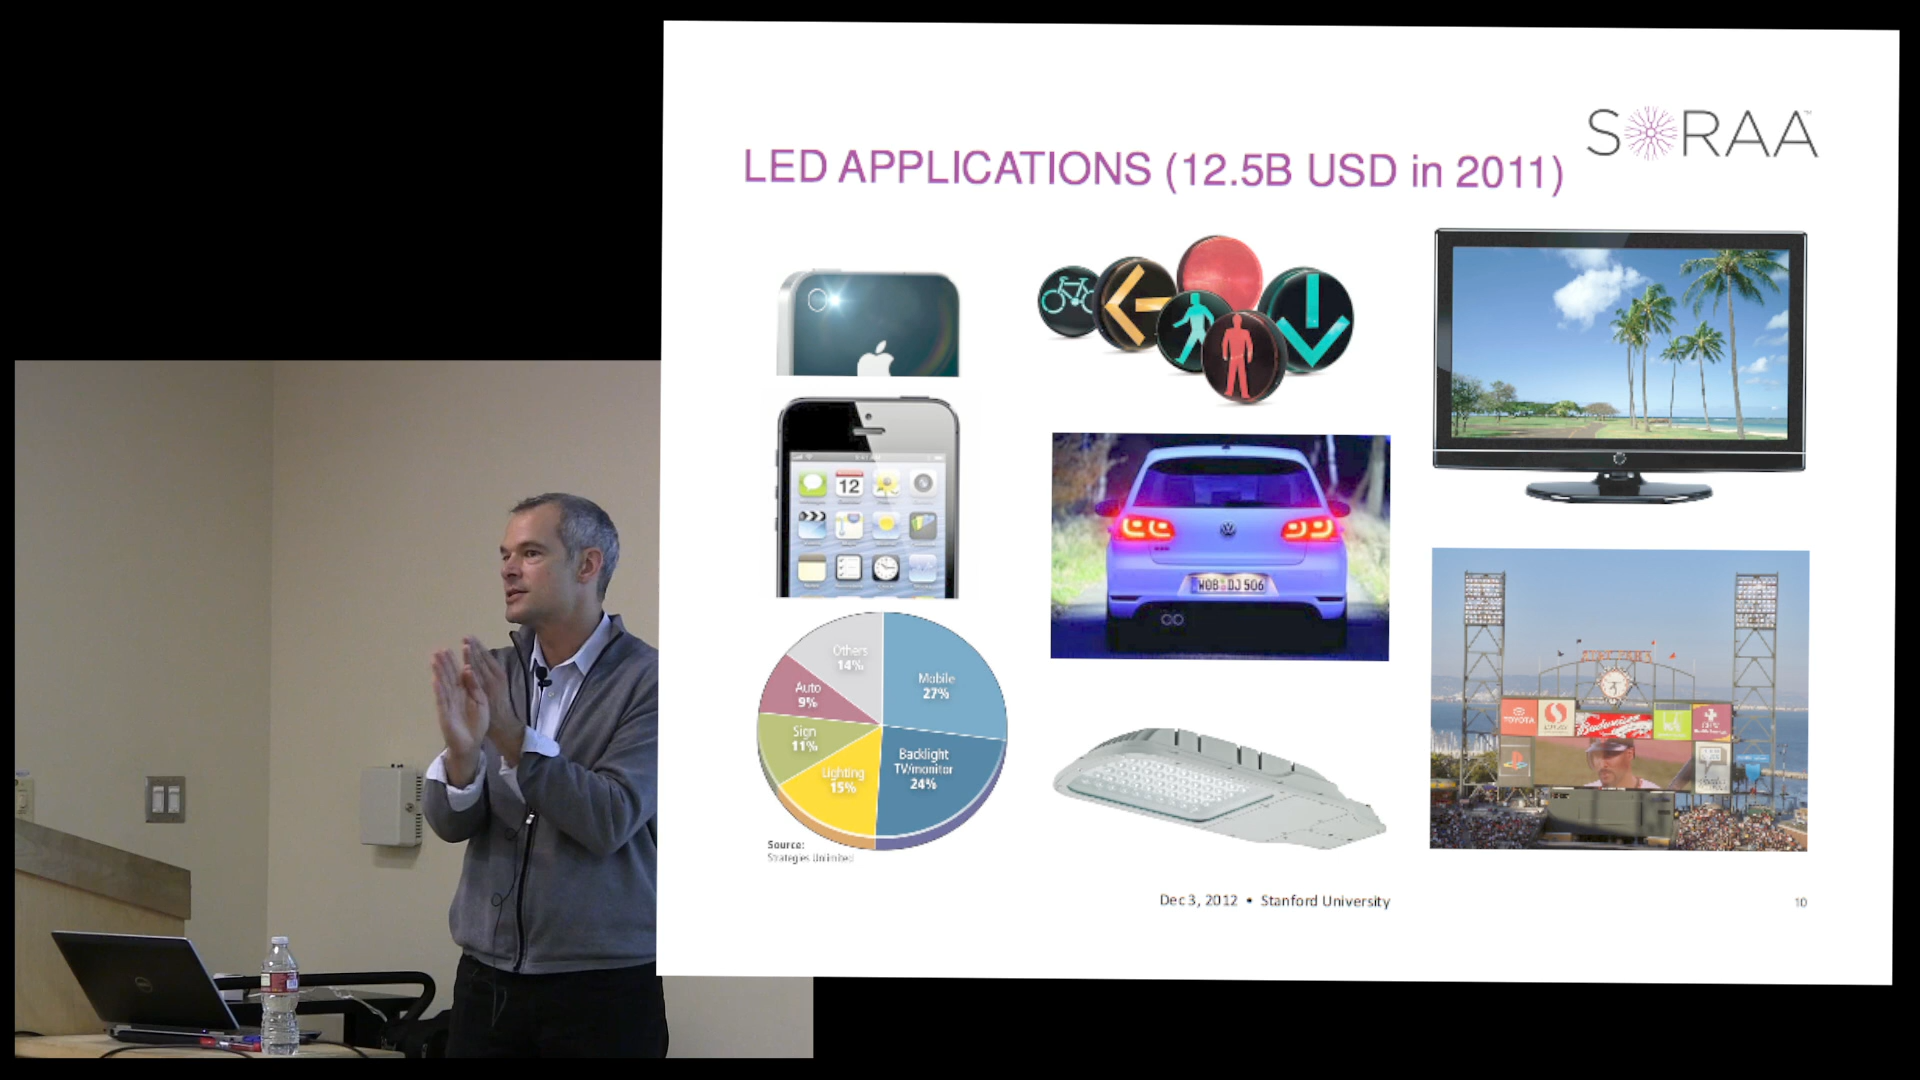 SORAA
LED APPLICATIONS (12.5B USD in 2011)
12
Others
14%
Mobile
27%
Auto
9%
Sign
11%
Backlight
TV/monitor
24%
Lighting
15%
Source:
Strategies Unlimited
WOB DJ 506
TOYOTA
Budweiser
Dec 3, 2012 • Stanford University
10